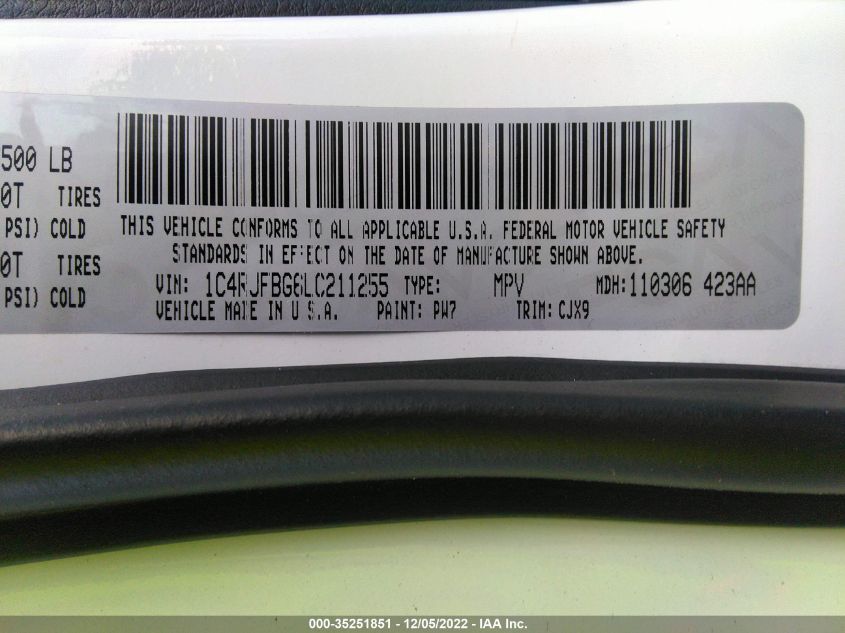 500 LB
0T TIRES
PSI) COLD
0T TIRES
PSI) COLD
THIS VEHICLE CONFORMS TO ALL APPLICABLE U.S.A. FEDERAL MOTOR VEHICLE SAFETY
STANDARDS IN EFFECT ON THE DATE OF MANUFACTURE SHOWN ABOVE.
VIN: 1C4RJFBG6LC211255 TYPE: MPV MDH:110306 423AA
VEHICLE MADE IN U.S.A. PAINT: PW7 TRIM: CJX9
000-35251851 - 12/05/2022 - IAA Inc.